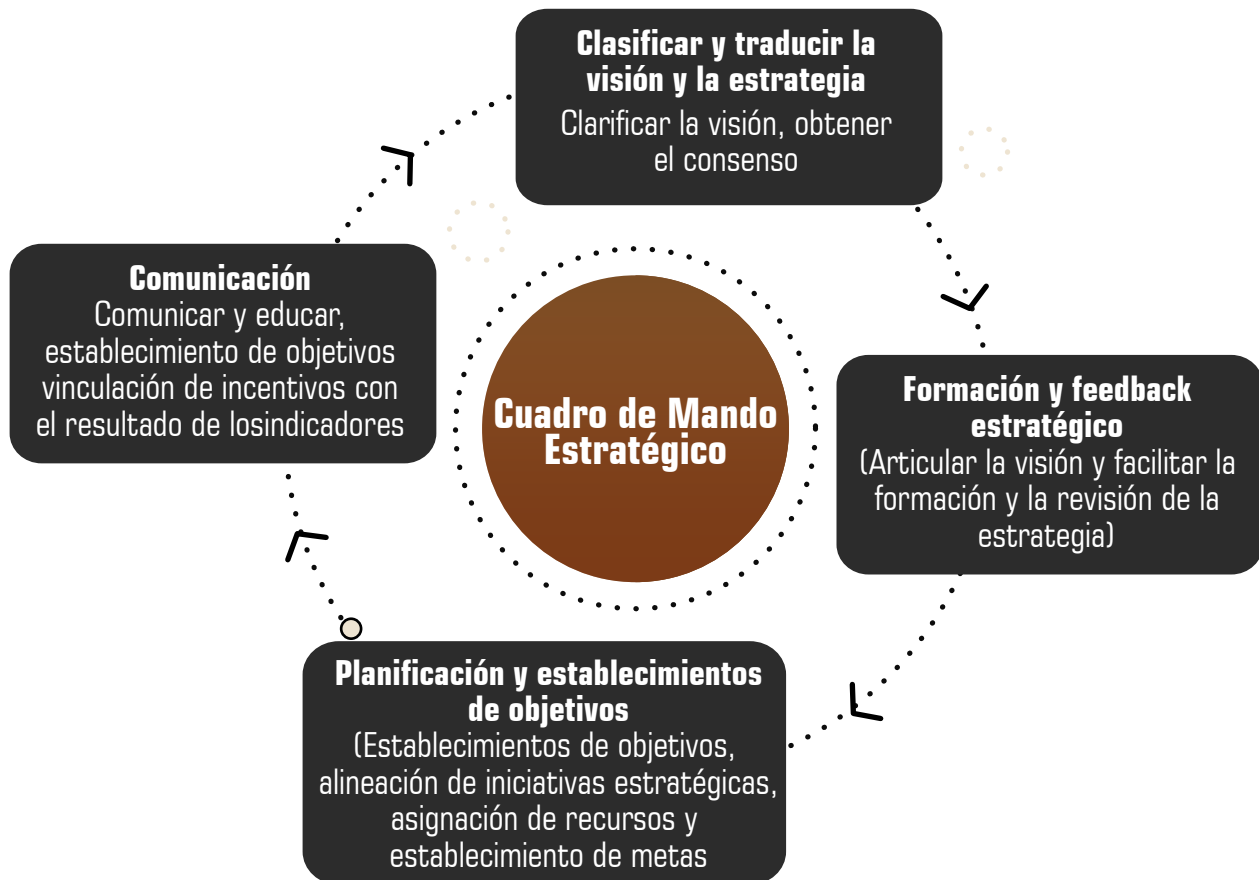 Clasificar y traducir la
visión y la estrategia
Clarificar la visión, obtener
el consenso
Comunicación
Comunicar y educar,
establecimiento de objetivos
vinculación de incentivos con
el resultado de losindicadores
Cuadro de Mando
Estratégico
Formación y feedback
estratégico
(Articular la visión y facilitar la
formación y la revisión de la
estrategia)
Planificación y establecimientos
de objetivos
(Establecimientos de objetivos,
alineación de iniciativas estratégicas,
asignación de recursos y
establecimiento de metas